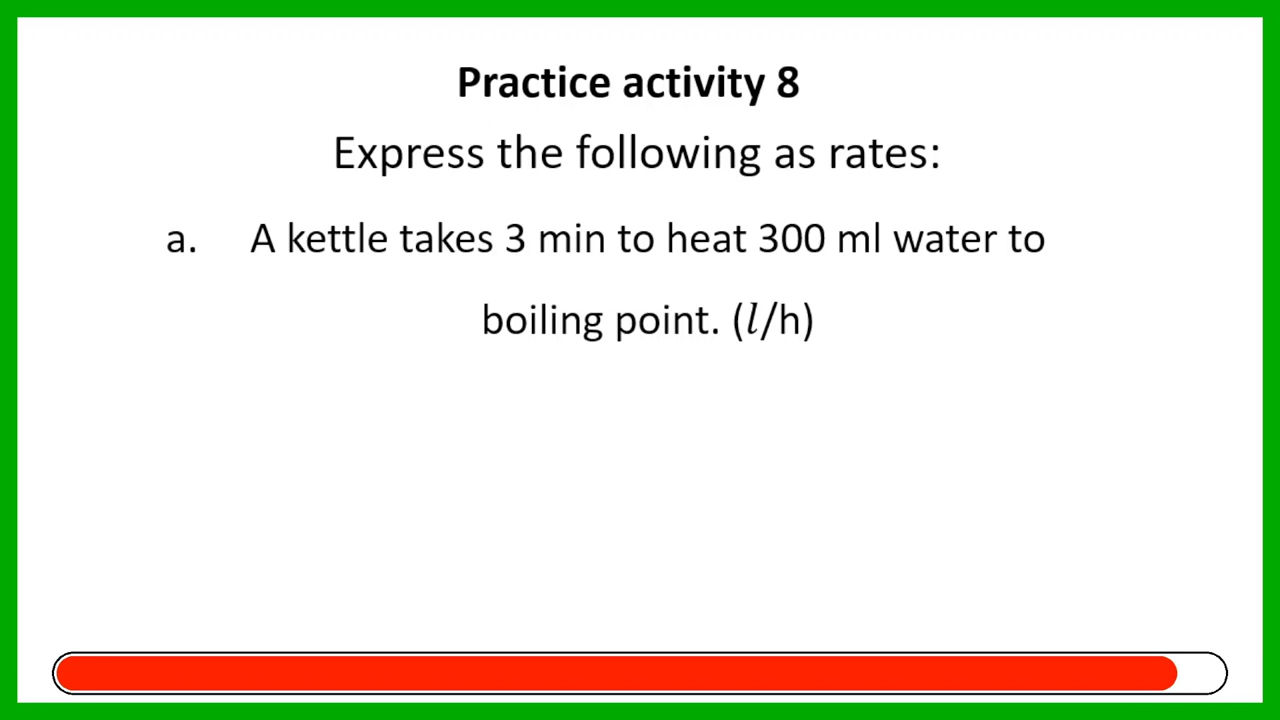 Practice activity 8
Express the following as rates:
a. A kettle takes 3 min to heat 300 ml water to
boiling point. (l/h)